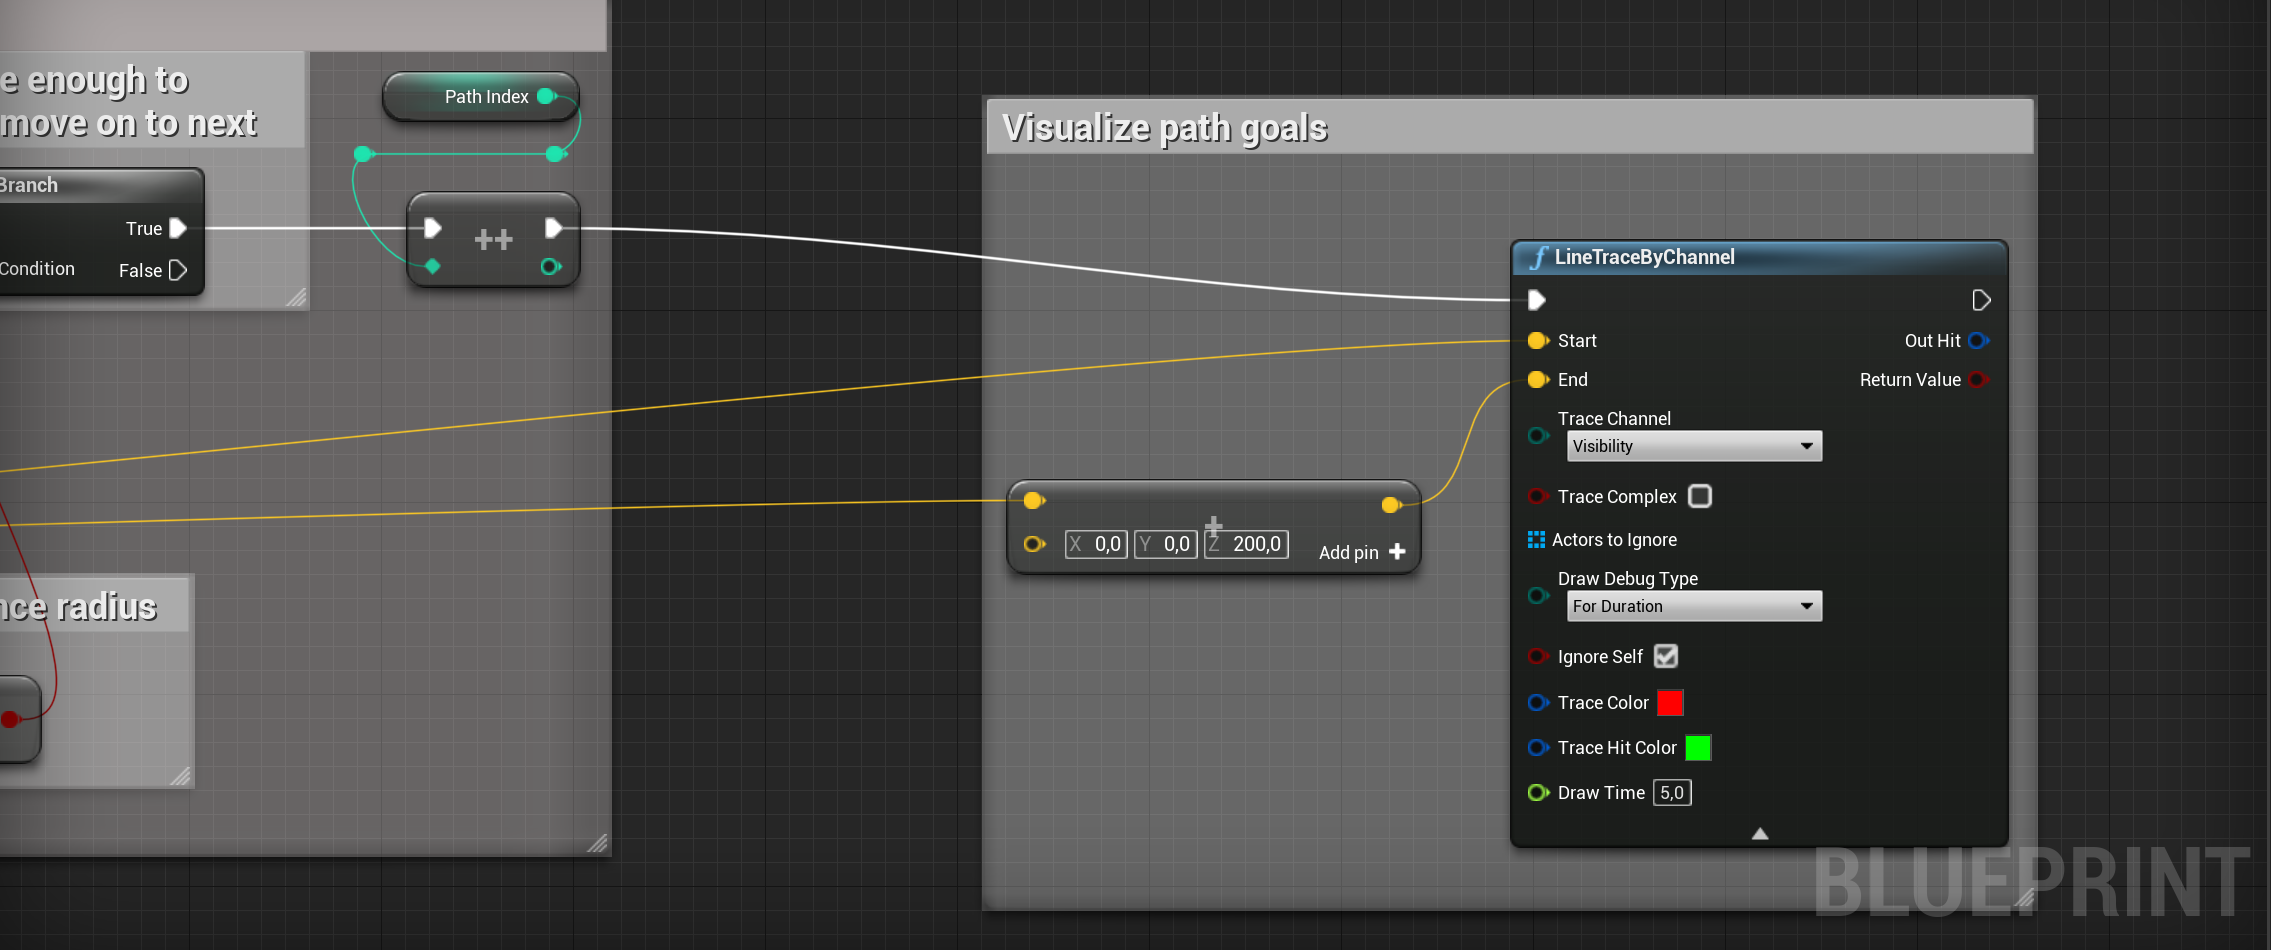 e enough to
move on to next
Branch
True
Condition
False
Path Index
++
nce radius
Visualize path goals
X 0,0 Y 0,0 Z 200,0
Add pin +
f LineTraceByChannel
Start
Out Hit
End
Return Value
Trace Channel
Visibility
Trace Complex
Actors to Ignore
Draw Debug Type
For Duration
Ignore Self
Trace Color
Trace Hit Color
Draw Time 5,0
BLUEPRINT